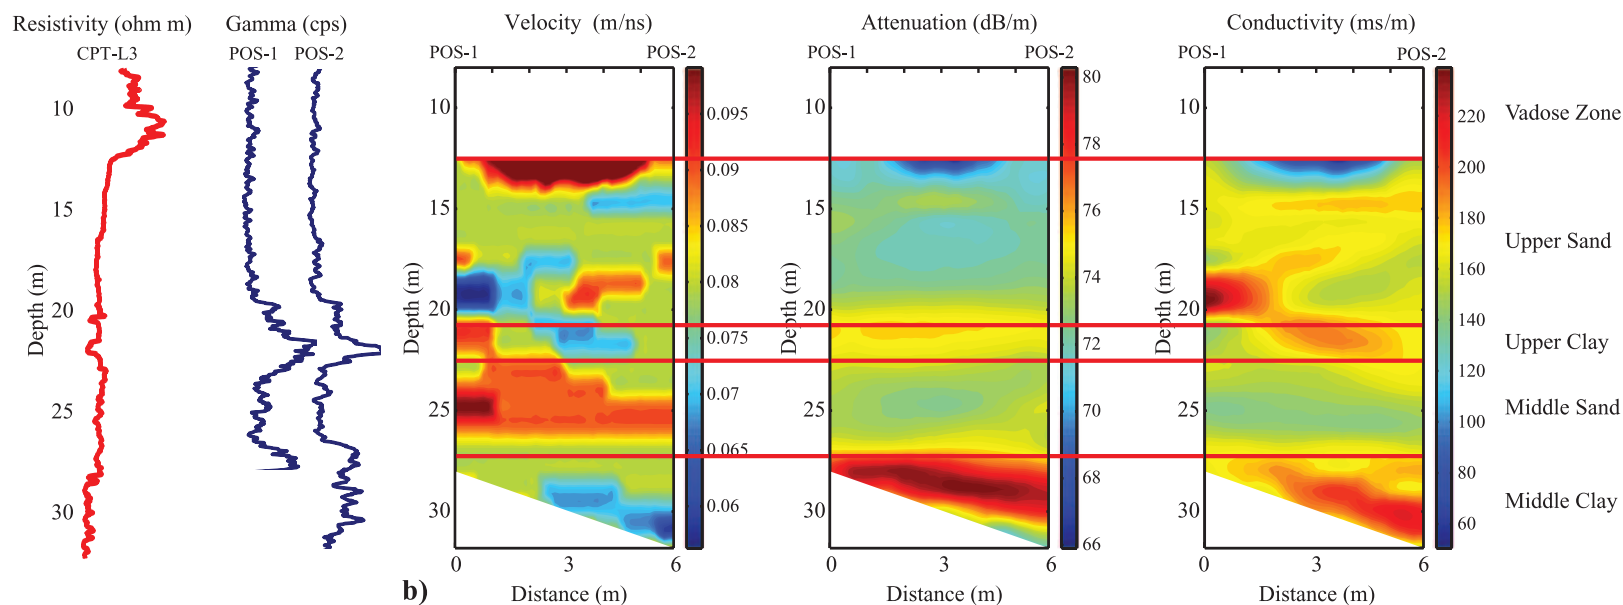 Resistivity (ohm m)
CPT-L3
Gamma (cps)
POS-1 POS-2
Depth (m)
10
15
20
25
30
Velocity (m/ns)
POS-1 POS-2
Depth (m)
10
15
20
25
30
0 3 6
Distance (m)
0.095
0.09
0.085
0.08
0.075
0.07
0.065
0.06
b)
Attenuation (dB/m)
POS-1 POS-2
Depth (m)
10
15
20
25
30
0 3 6
Distance (m)
80
78
76
74
72
70
68
66
Conductivity (ms/m)
POS-1 POS-2
Depth (m)
10
15
20
25
30
0 3 6
Distance (m)
220
200
180
160
140
120
100
80
60
Vadose Zone
Upper Sand
Upper Clay
Middle Sand
Middle Clay